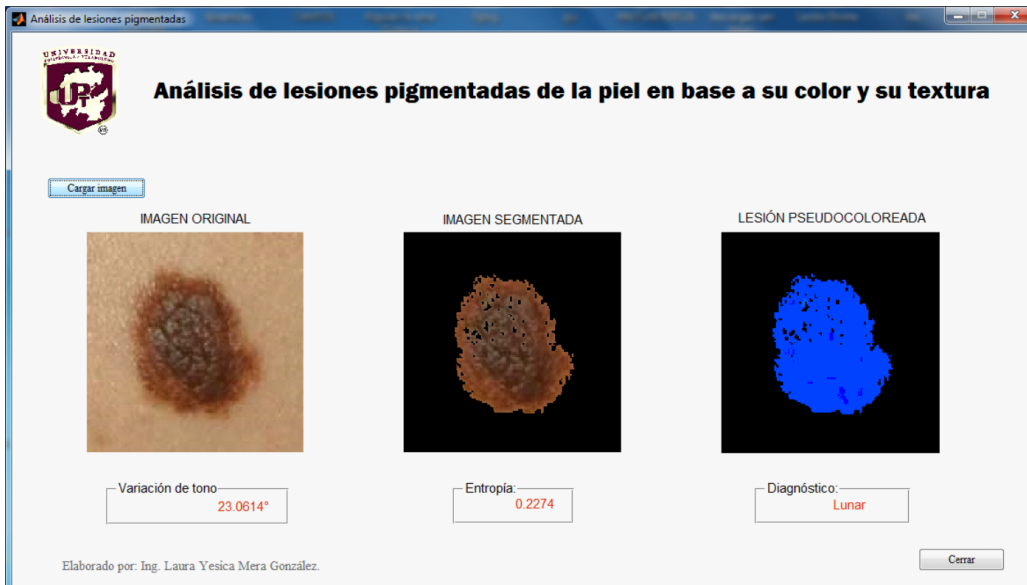 Análisis de lesiones pigmentadas
UNIVERSIDAD
UPT
Análisis de lesiones pigmentadas de la piel en base a su color y su textura
Cargar imagen
IMAGEN ORIGINAL
IMAGEN SEGMENTADA
LESIÓN PSEUDOCOLOREADA
Variación de tono
23.0614°
Entropía:
0.2274
Diagnóstico:
Lunar
Elaborado por: Ing. Laura Yesica Mera González.
Cerrar